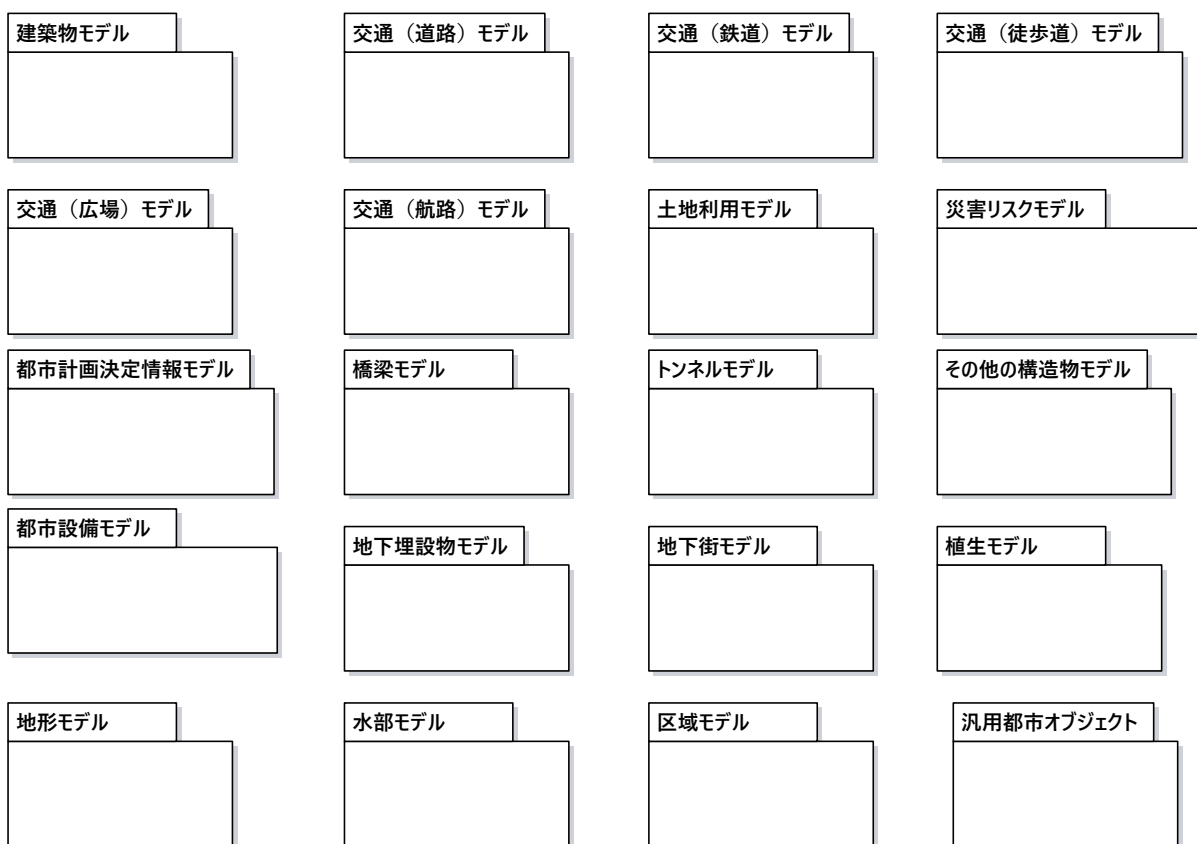 建築物モデル
交通（道路）モデル
交通（鉄道）モデル
交通（徒歩道）モデル
交通（広場）モデル
交通（航路）モデル
土地利用モデル
災害リスクモデル
都市計画決定情報モデル
橋梁モデル
トンネルモデル
その他の構造物モデル
都市設備モデル
地下埋設物モデル
地下街モデル
植生モデル
地形モデル
水部モデル
区域モデル
汎用都市オブジェクト